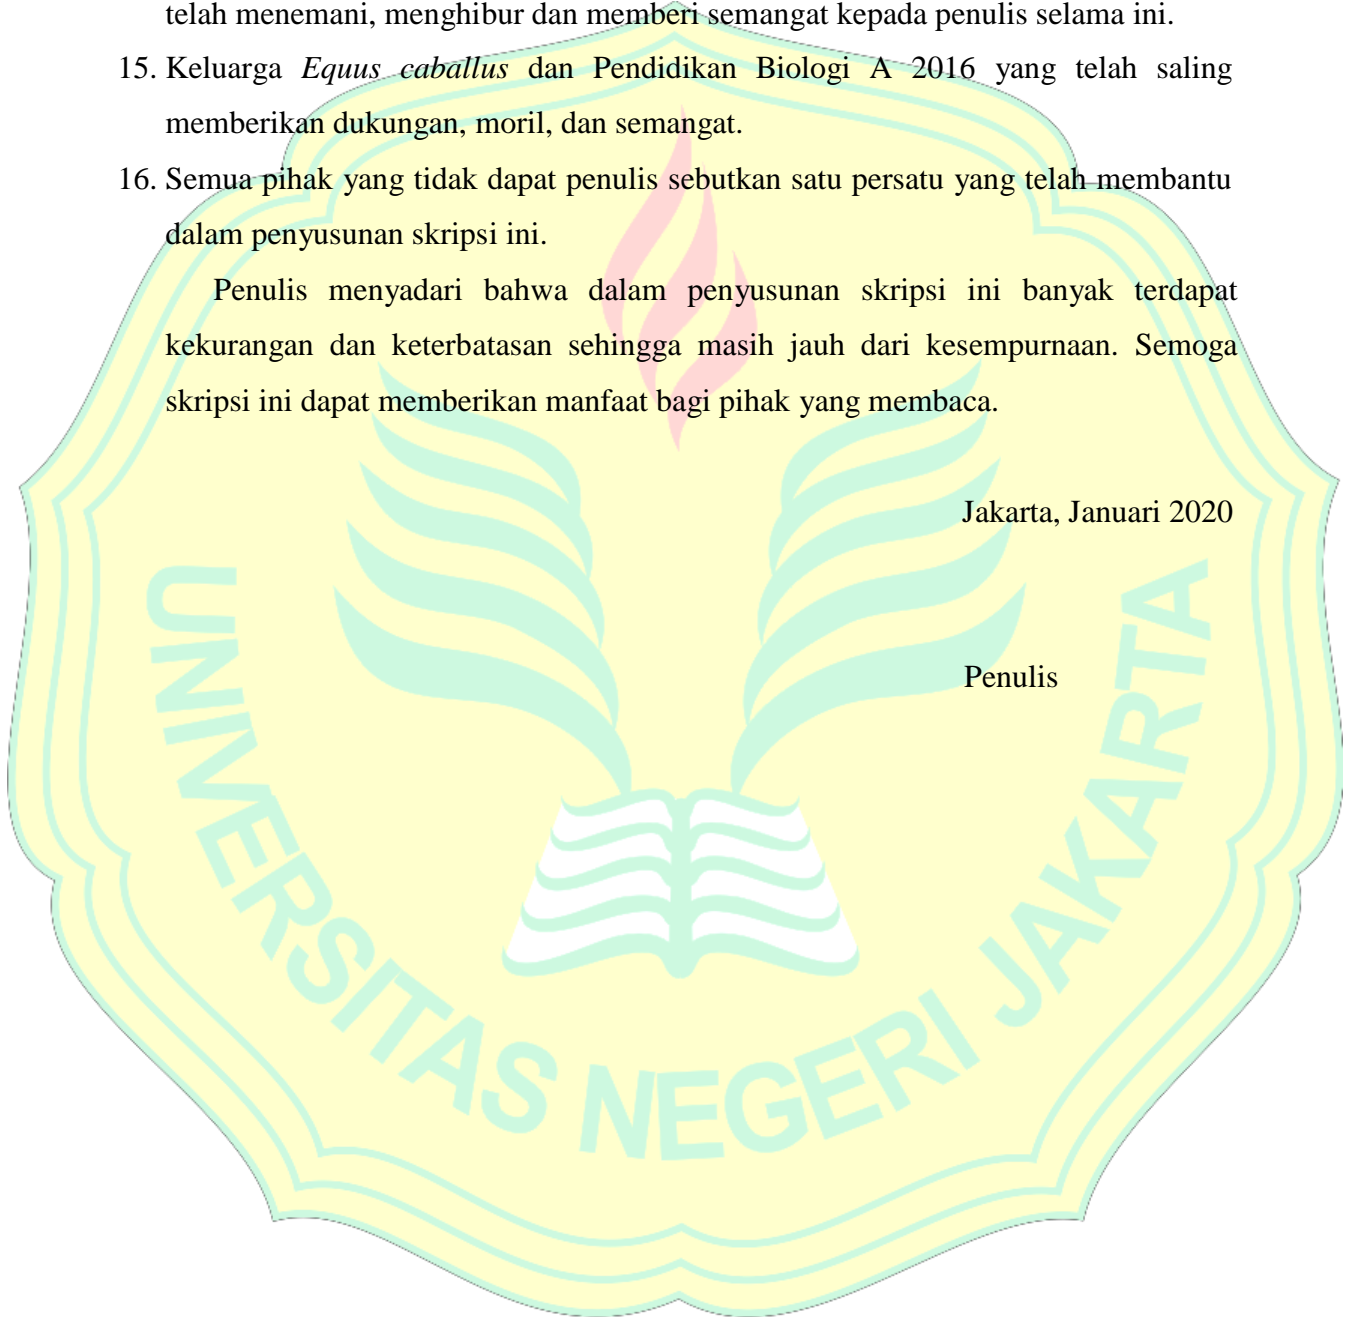 telah menemani, menghibur dan memberi semangat kepada penulis selama ini.
15. Keluarga Equus caballus dan Pendidikan Biologi A 2016 yang telah saling
memberikan dukungan, moril, dan semangat.
16. Semua pihak yang tidak dapat penulis sebutkan satu persatu yang telah membantu
dalam penyusunan skripsi ini.
Penulis menyadari bahwa dalam penyusunan skripsi ini banyak terdapat
kekurangan dan keterbatasan sehingga masih jauh dari kesempurnaan. Semoga
skripsi ini dapat memberikan manfaat bagi pihak yang membaca.
Jakarta, Januari 2020
Penulis
UNIVERSITAS NEGERI JAKARTA